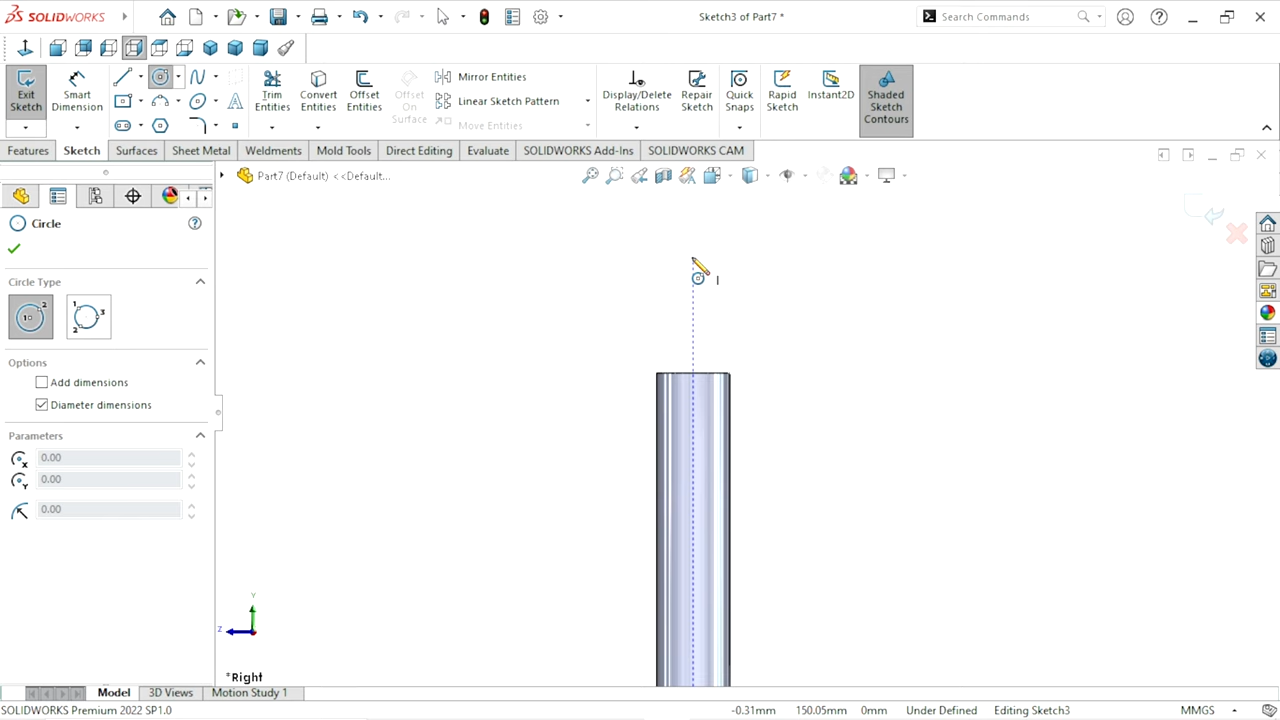 SOLIDWORKS
Sketch3 of Part7 *
Search Commands
Exit Sketch
Smart Dimension
Trim Entities
Convert Entities
Offset Entities
Offset On Surface
Mirror Entities
Linear Sketch Pattern
Move Entities
Display/Delete Relations
Repair Sketch
Quick Snaps
Rapid Sketch
Instant2D
Shaded Sketch Contours
Features
Sketch
Surfaces
Sheet Metal
Weldments
Mold Tools
Direct Editing
Evaluate
SOLIDWORKS Add-Ins
SOLIDWORKS CAM
Part7 (Default) <<Default...
Circle
Circle Type
Options
Add dimensions
Diameter dimensions
Parameters
0.00
0.00
0.00
Y
Z
*Right
Model
3D Views
Motion Study 1
SOLIDWORKS Premium 2022 SP1.0
-0.31mm
150.05mm
0mm
Under Defined
Editing Sketch3
MMGS